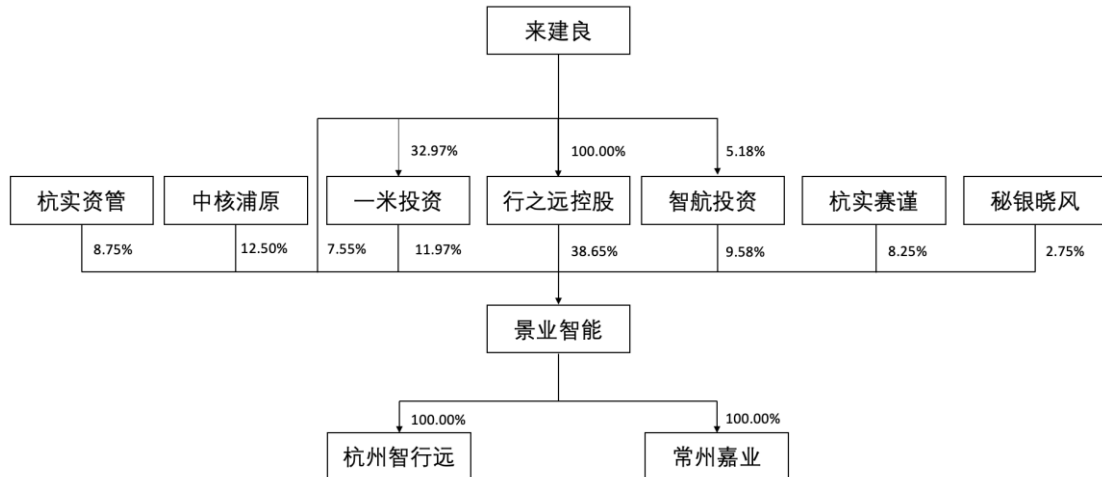 来建良
32.97%
100.00%
5.18%
杭实资管
中核浦原
一米投资
行之远控股
智航投资
杭实赛谨
秘银晓风
8.75%
12.50%
7.55%
11.97%
38.65%
9.58%
8.25%
2.75%
景业智能
100.00%
100.00%
杭州智行远
常州嘉业